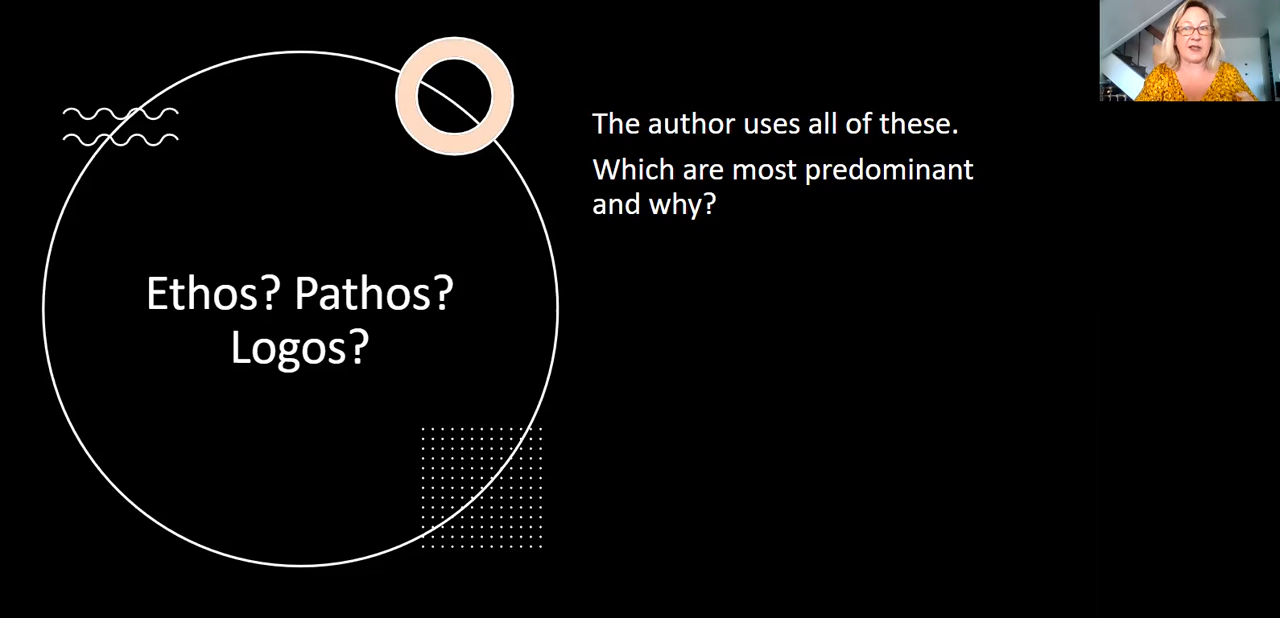 Ethos? Pathos?
Logos?
The author uses all of these.
Which are most predominant
and why?